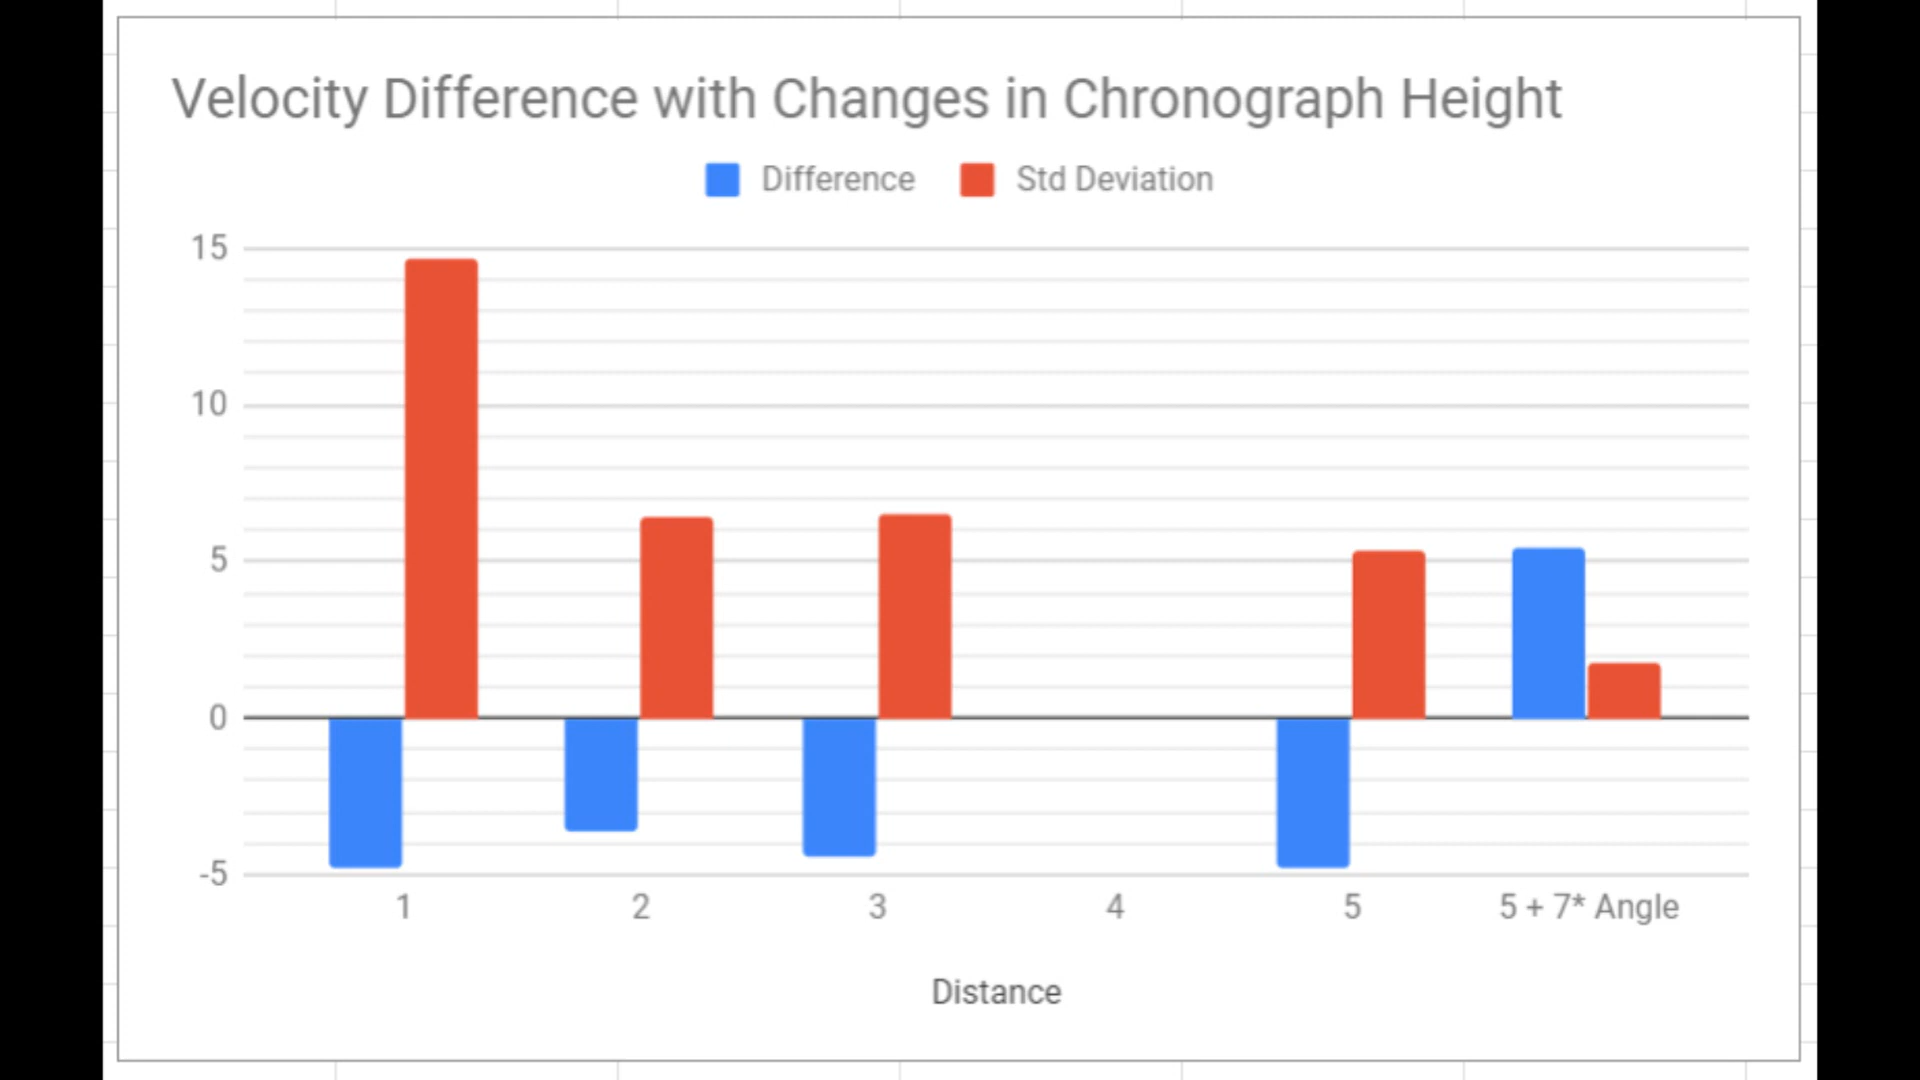 Velocity Difference with Changes in Chronograph Height
Difference Std Deviation
15
10
5
0
-5
1 2 3 4 5 5 + 7* Angle
Distance